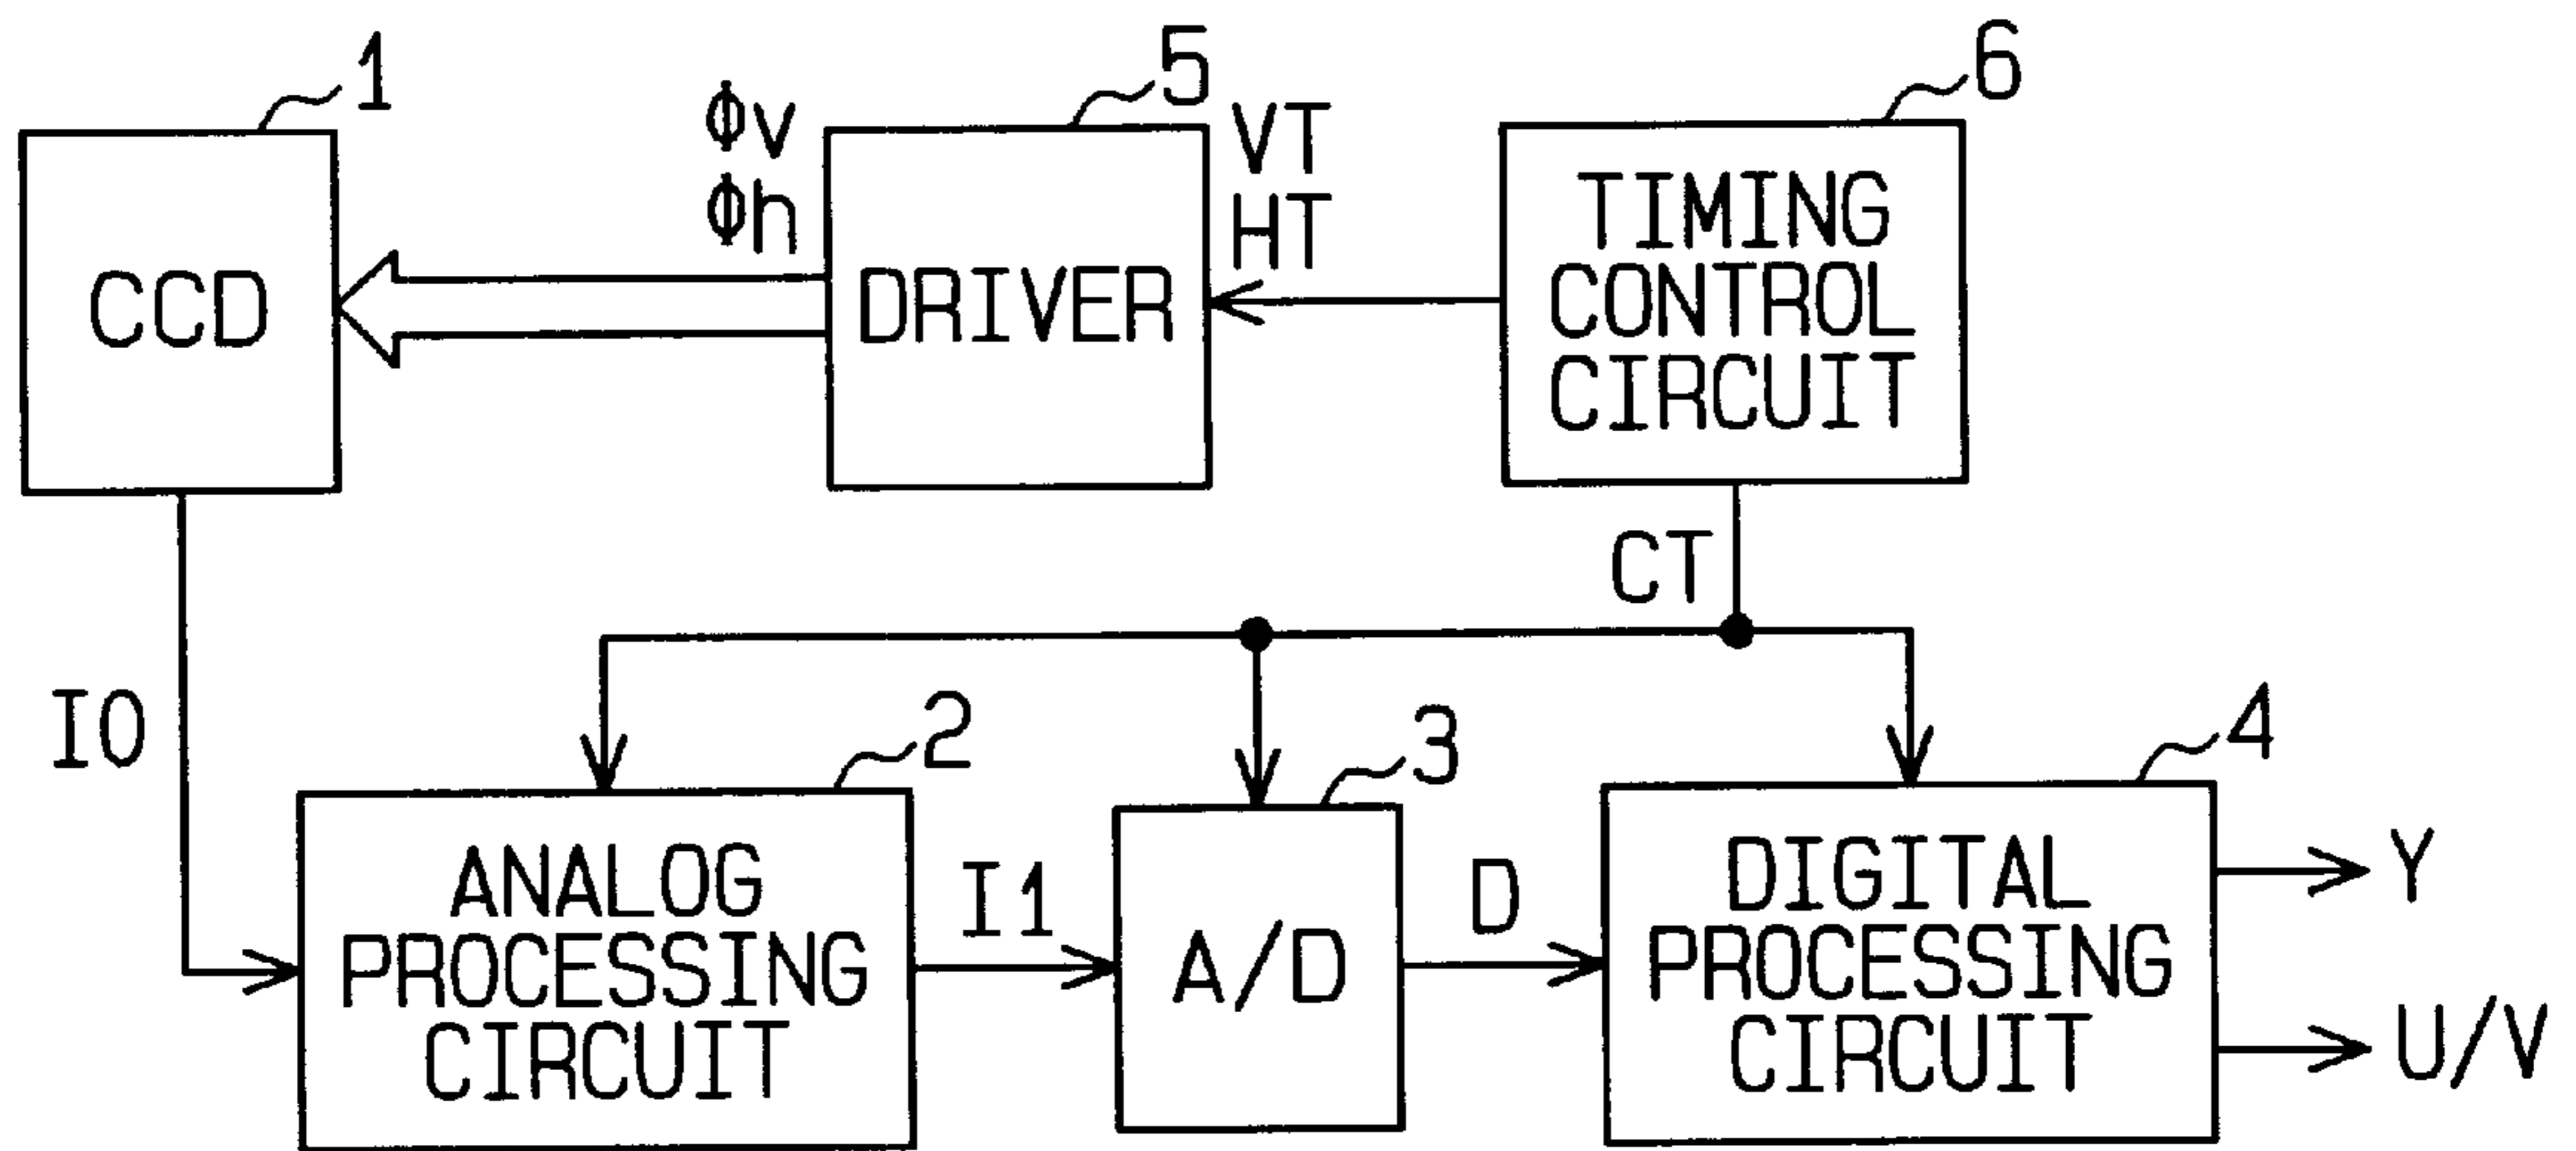 1
5
6
Φv
Φh
VT
HT
CCD
DRIVER
TIMING
CONTROL
CIRCUIT
CT
I0
2
3
4
ANALOG
PROCESSING
CIRCUIT
I1
A/D
D
DIGITAL
PROCESSING
CIRCUIT
Y
U/V